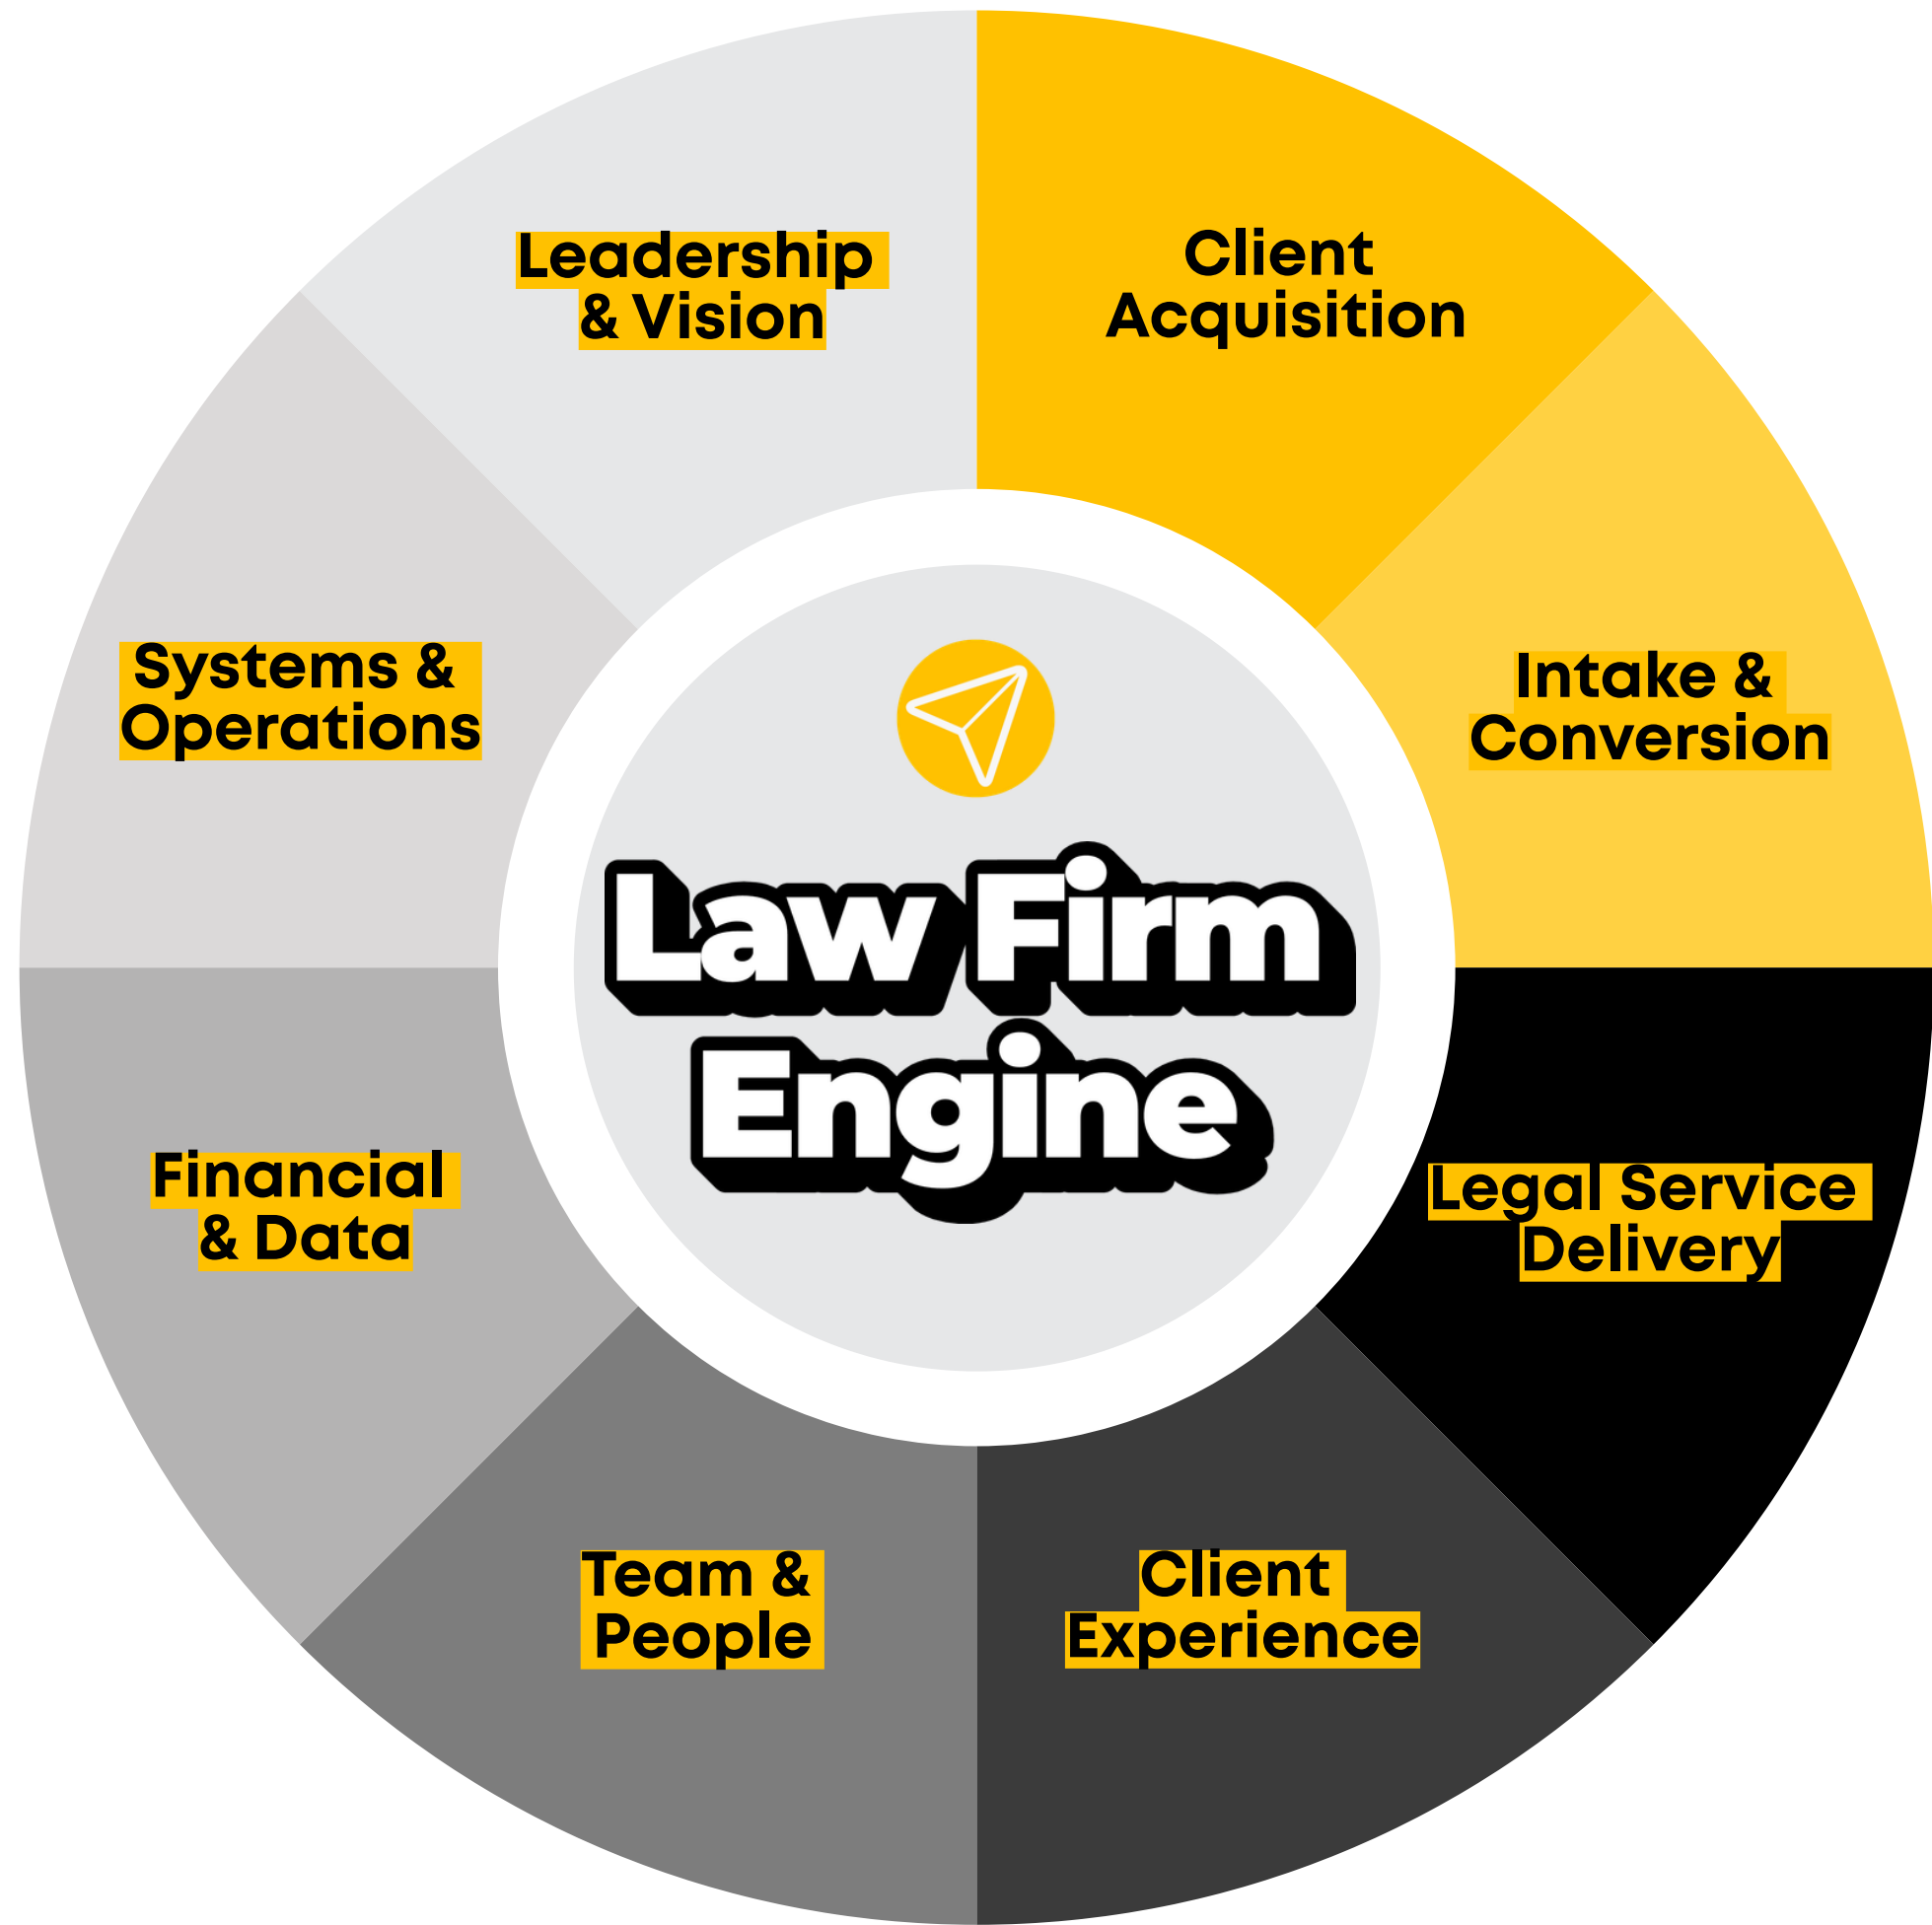 Leadership
& Vision
Client
Acquisition
Intake &
Conversion
Legal Service
Delivery
Client
Experience
Team &
People
Financial
& Data
Systems &
Operations
Law Firm
Engine